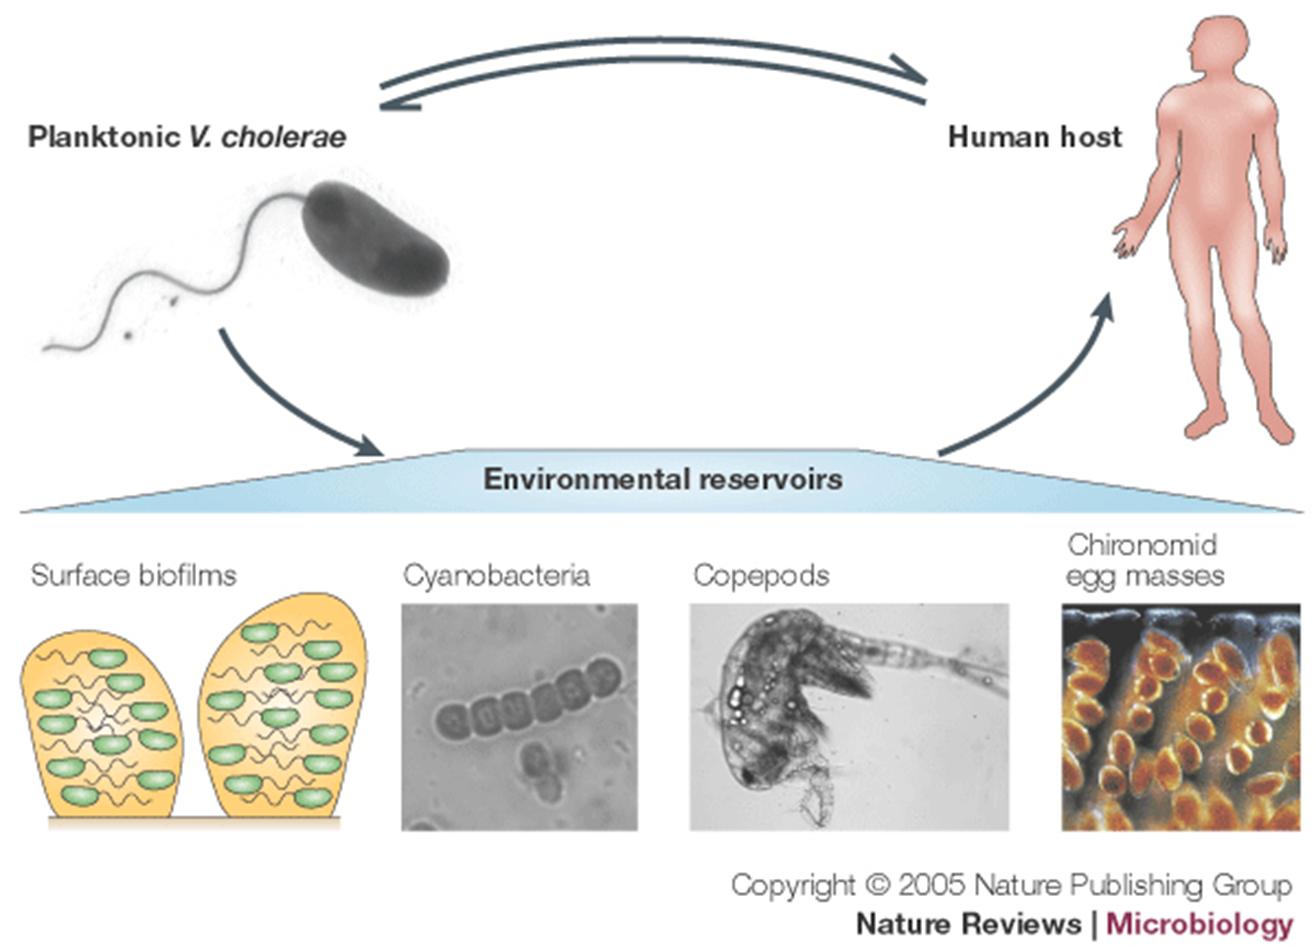 Planktonic V. cholerae
Human host
Environmental reservoirs
Surface biofilms
Cyanobacteria
Copepods
Chironomid
egg masses
Copyright © 2005 Nature Publishing Group
Nature Reviews | Microbiology